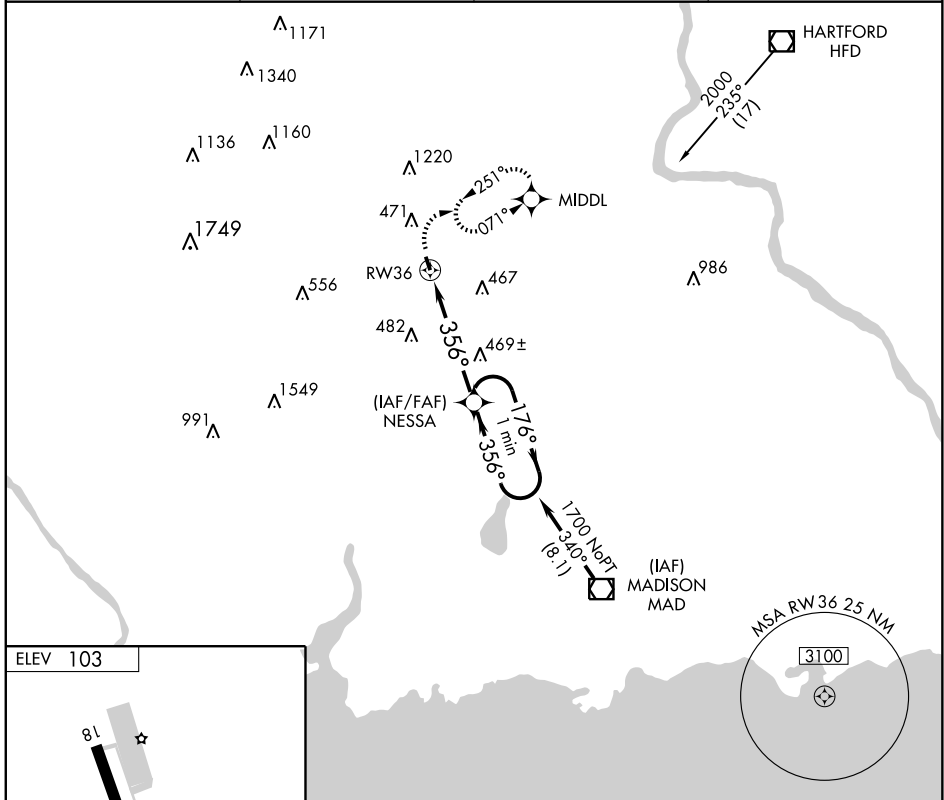 1171
1340
HARTFORD
HFD
2000
235°
(17)
1136
1160
1220
251°
471
071°
MIDDL
1749
RW36
467
986
556
482
356°
469±
1549
991
(IAF/FAF)
NESSA
176°
1 min
356°
1700 NoPT
340°
(8.1)
(IAF)
MADISON
MAD
MSA RW36 25 NM
3100
ELEV 103
18